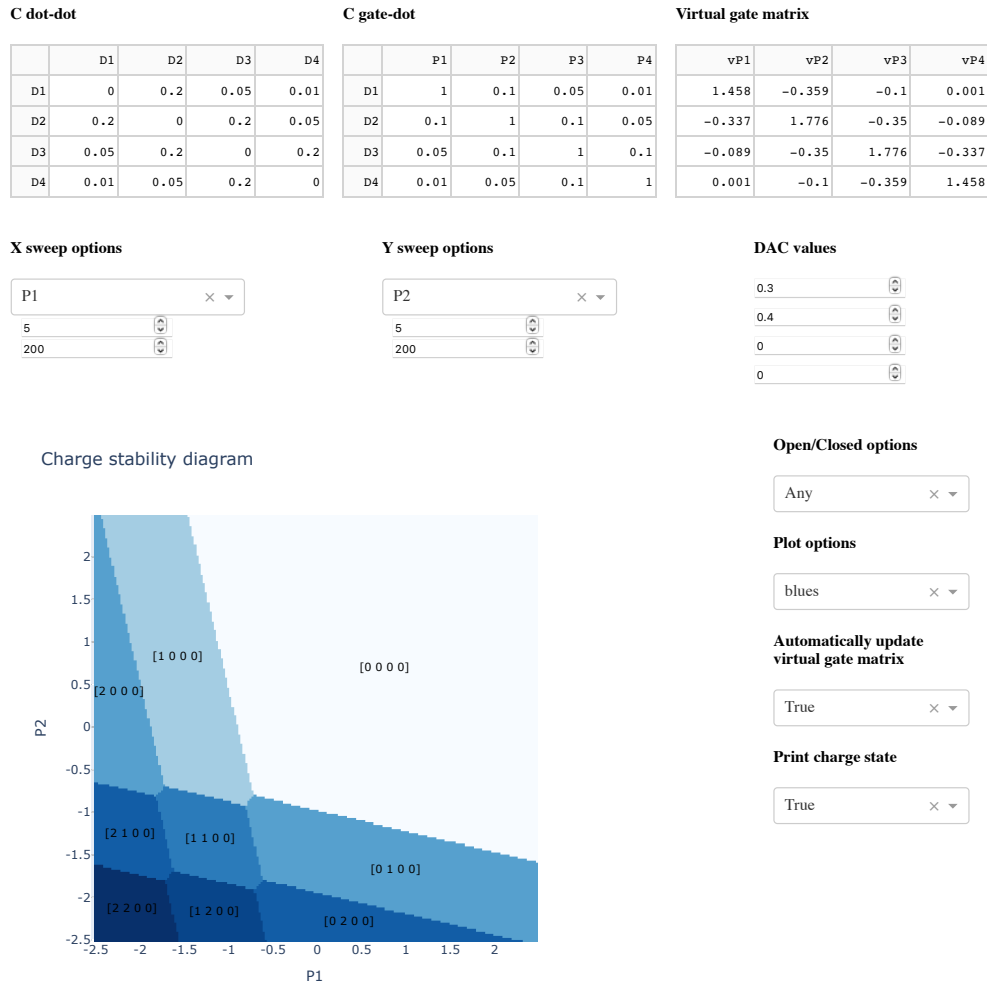 C dot-dot C gate-dot Virtual gate matrix
D1 D2 D3 D4 P1 P2 P3 P4 vP1 vP2 vP3 vP4
D1 0 0.2 0.05 0.01 D1 1 0.1 0.05 0.01 1.458 -0.359 -0.1 0.001
D2 0.2 0 0.2 0.05 D2 0.1 1 0.1 0.05 -0.337 1.776 -0.35 -0.089
D3 0.05 0.2 0 0.2 D3 0.05 0.1 1 0.1 -0.089 -0.35 1.776 -0.337
D4 0.01 0.05 0.2 0 D4 0.01 0.05 0.1 1 0.001 -0.1 -0.359 1.458
X sweep options Y sweep options DAC values
P1 × P2 × 0.3
5 5 0.4
200 200 0
0
Open/Closed options
Any ×
Plot options
blues ×
Automatically update
virtual gate matrix
True ×
Print charge state
True ×
Charge stability diagram
2
1.5
1
0.5
0
-0.5
-1
-1.5
-2
-2.5
P2
[1 0 0 0]
[0 0 0 0]
[2 0 0 0]
[2 1 0 0]
[1 1 0 0]
[0 1 0 0]
[2 2 0 0]
[1 2 0 0]
[0 2 0 0]
-2.5 -2 -1.5 -1 -0.5 0 0.5 1 1.5 2
P1